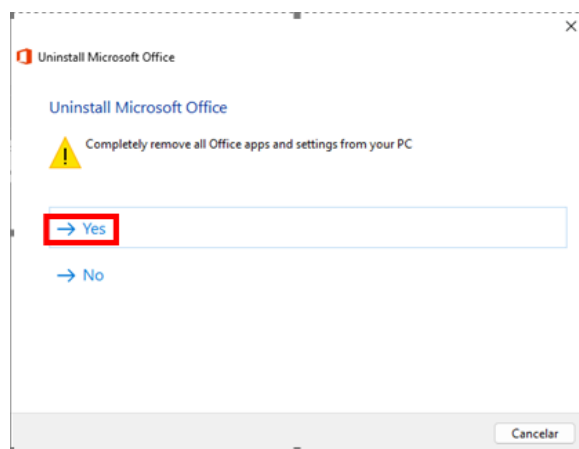 Uninstall Microsoft Office
Uninstall Microsoft Office
Completely remove all Office apps and settings from your PC
→ Yes
→ No
Cancelar